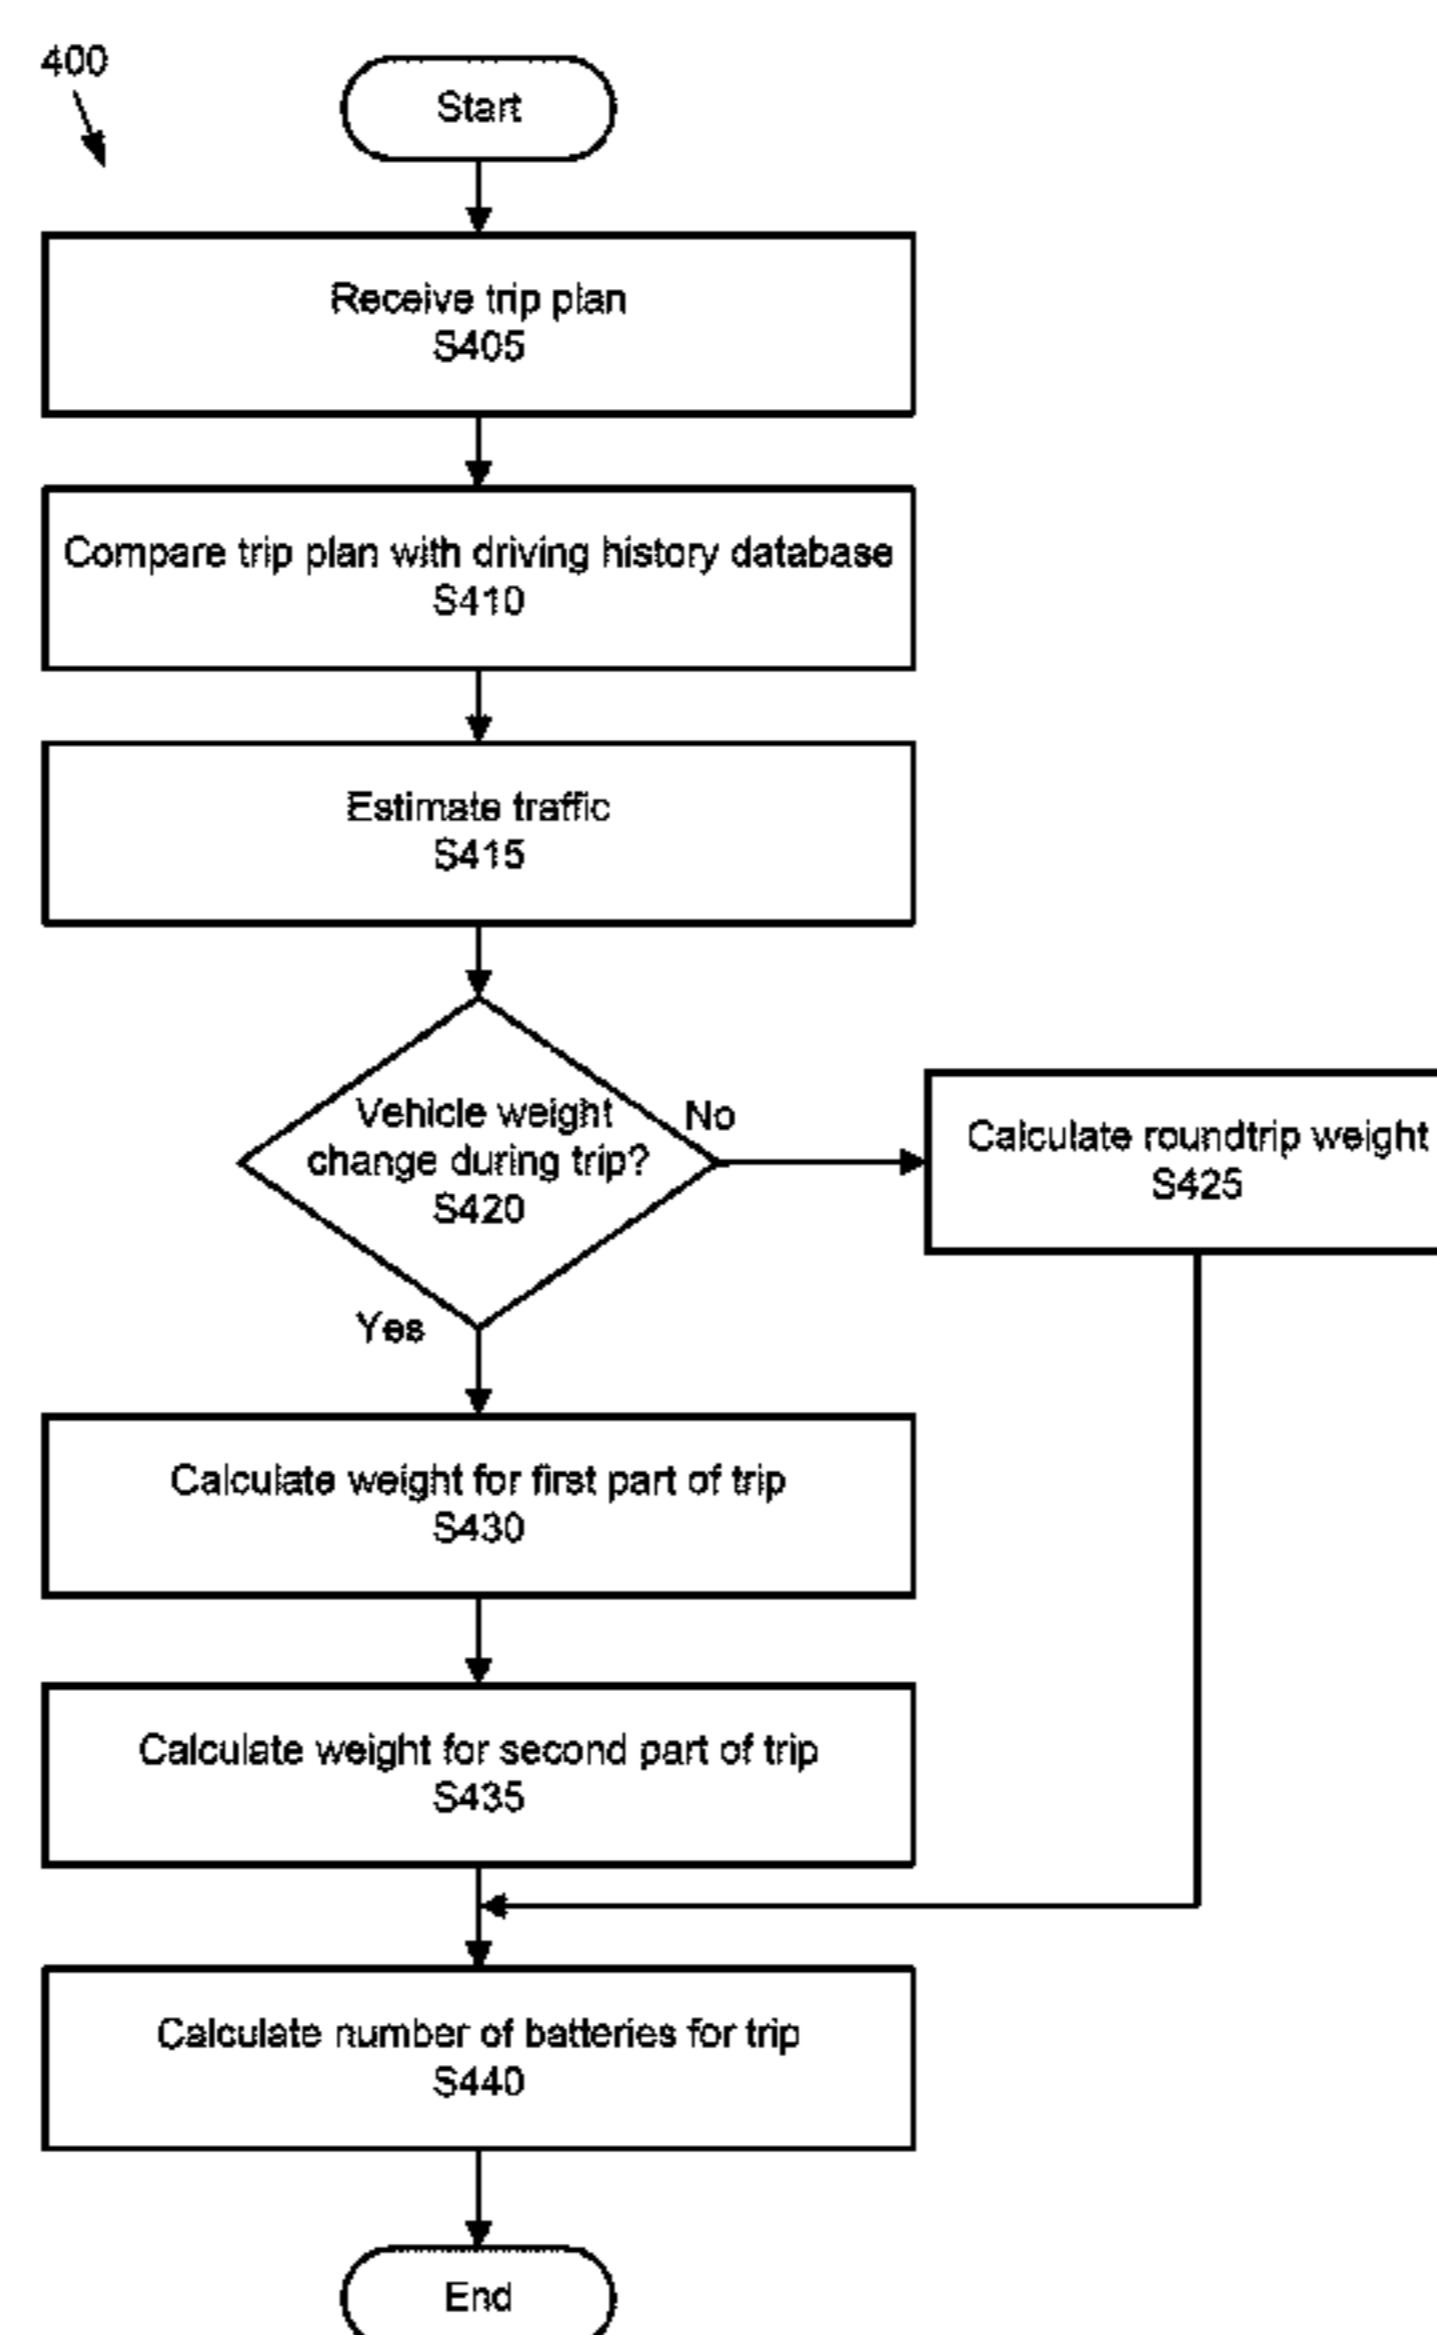 400
Start
Receive trip plan
S405
Compare trip plan with driving history database
S410
Estimate traffic
S415
Vehicle weight
change during trip?
S420
No
Calculate roundtrip weight
S425
Yes
Calculate weight for first part of trip
S430
Calculate weight for second part of trip
S435
Calculate number of batteries for trip
S440
End